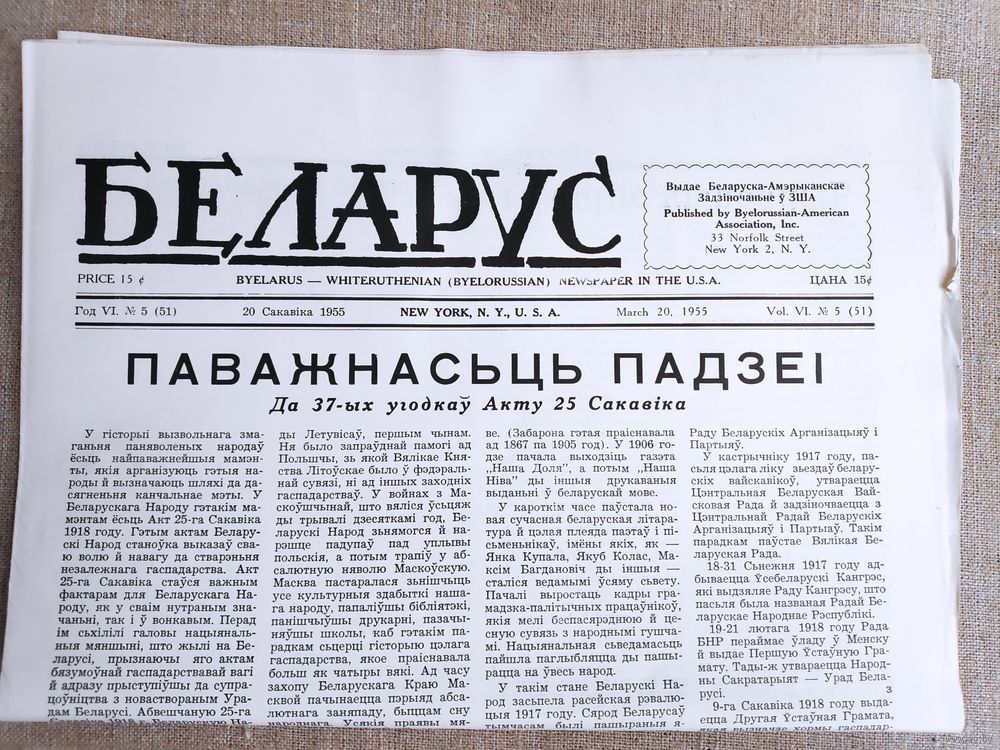 БЕЛАРУС
Выдае Беларуска-Амэрыканскае
Задзіночаньне ў ЗША
Published by Byelorussian-American
Association, Inc.
33 Norfolk Street
New York 2, N. Y.
PRICE 15 ¢
BYELARUS — WHITERUTHENIAN (BYELORUSSIAN) NEWSPAPER IN THE U.S.A.
ЦАНА 15¢
Год VI. № 5 (51)
20 Сакавіка 1955
NEW YORK, N. Y., U. S. A.
March 20, 1955
Vol. VI. № 5 (51)
ПАВАЖНАСЬЦЬ ПАДЗЕІ
Да 37-ых угодкаў Акту 25 Сакавіка
У гісторыі вызвольнага зма-
ганьня панявöленых народаў
ёсьць найпаважнейшыя мамэн-
ты, якія арганізуюць гэтыя на-
роды й вызначаюць шляхі да да-
сягненьня канчальнае мэты. У
Беларускага Народу гэтакім ма-
мэнтам ёсьць Акт 25-га Сакавіка
1918 году. Гэтым актам Белару-
скі Народ станоўка выказаў сва-
ю волю й навагу да стварэньня
незалежнага гаспадарства. Акт
25-га Сакавіка стаўся важным
фактарам для Беларускага На-
роду, як у сваім нутраным зна-
чаньні, так і ў вонкавым. Перад
ім схілілі галовы нацыяналь-
ныя мяншыні, што жылі на Бе-
ларусі, прызнаючы яго актам
бязумоўнай гаспадарствавай вагі
й адразу прыступіўшы да супра-
цоўніцтва з новаствораным Ура-
дам Беларусі. Абвешчаную 25-га
ды Летувісаў, першым чынам.
Ня было запраўднай памогі ад
Польшчы, зь якой Вялікае Кня-
ства Літоўскае было ў фэдэраль-
най сувязі, ні ад іншых заходніх
гаспадарстваў. У войнах з Ма-
скоўшчынай, што вяліся ўсьцяж
ды трывалі дзесяткамі год, Бе-
ларускі Народ зьнямогся й на-
рэшце падупаў пад уплывы
польскія, а потым трапіў у аб-
салютную няволю Маскоўскую.
Масква пастаралася зьнішчыць
усе культурныя здабыткі наша-
га народу, папаліўшы бібліятэкі,
панішчыўшы друкарні, пазачы-
няўшы школы, каб гэтакім па-
радкам сьцерці гісторыю цэлага
гаспадарства, якое праіснавала
больш як чатыры вякі. Ад часу
захопу Беларускага Краю Ма-
сквой пачынаецца порыяд абса-
лютнага заняпаду, быццам сну
народнага. Усякія праявы мя-
ве. (Забарона гэтая праіснавала
ад 1867 па 1905 год). У 1906 го-
дзе пачала выходзіць газэта
„Наша Доля", а потым „Наша
Ніва" ды іншыя друкаваныя
выданьні ў беларускай мове.
У кароткім часе паўстала но-
вая сучасная беларуская літара-
тура й цэлая плеяда паэтаў і пі-
сьменьнікаў, імёны якіх, як —
Янка Купала, Якуб Колас, Ма-
ксім Багдановіч ды іншыя —
сталіся ведамымі ўсяму сьвету.
Пачалі выростаць кадры гра-
мадзка-палітычных працаўнікоў,
якія мелі беспасярэднюю й це-
сную сувязь з народнымі гушча-
мі. Нацыянальная сьведамасьць
пайшла паглыбляцца ды пашы-
рацца на ўвесь народ.
У такім стане Беларускі На-
род засьпела расейская рэвалю-
цыя 1917 году. Сярод Беларусаў
тымчасам былі пашыраныя я-
Раду Беларускіх Арганізацыяў і
Партыяў.
У кастрычніку 1917 году, па-
сьля цэлага ліку зьездаў белару-
скіх вайскавікоў, утвараецца
Цэнтральная Беларуская Вай-
сковая Рада й задзіночваецца з
Цэнтральнай Радай Беларускіх
Арганізацыяў і Партыяў. Такім
парадкам паўстае Вялікая Бе-
ларуская Рада.
18-31 Сьнежня 1917 году ад-
бываецца Ўсебеларускі Кангрэс,
які выдзяляе Раду Кангрэсу, што
пасьля была названая Радай Бе-
ларускае Народнае Рэспублікі.
19-21 лютага 1918 году Рада
БНР перайmae ўладу ў Менску
й выдае Першую Ўстаўную Гра-
мату. Тады-ж утвараецца Народ-
ны Сакратарыят — Урад Бела-
русі.
9-га Сакавіка 1918 году выда-
ецца Другая Ўстаўная Грамата,
якая вызначае хормы гаспадар-